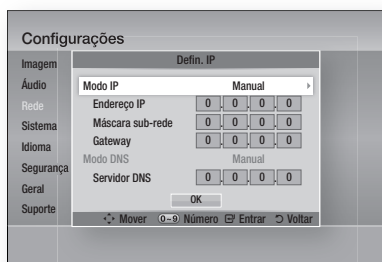 Configurações
Defin. IP
Imagem
Áudio
Rede
Sistema
Idioma
Segurança
Geral
Suporte
Modo IP Manual
Endereço IP 0 . 0 . 0 . 0
Máscara sub-rede 0 . 0 . 0 . 0
Gateway 0 . 0 . 0 . 0
Modo DNS Manual
Servidor DNS 0 . 0 . 0 . 0
OK
Mover 0~9 Número Entrar Voltar